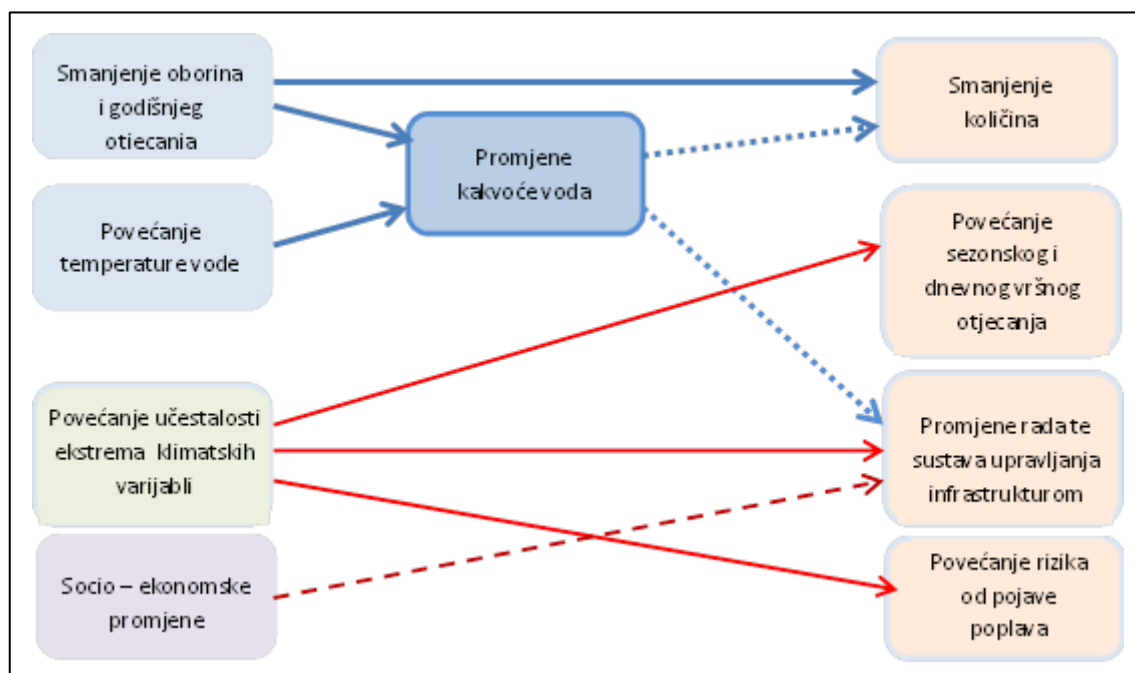 Smanjenje oborina
i godišnjeg
otiecania
Povećanje
temperature vode
Povećanje učestalosti
ekstrema klimatskih
varijabli
Socio – ekonomske
promjene
Promjene
kakvoće voda
Smanjenje
količina
Povećanje
sezonskog i
dnevnog vršnog
otjecanja
Promjene rada te
sustava upravljanja
infrastrukturom
Povećanje rizika
od pojave
poplava